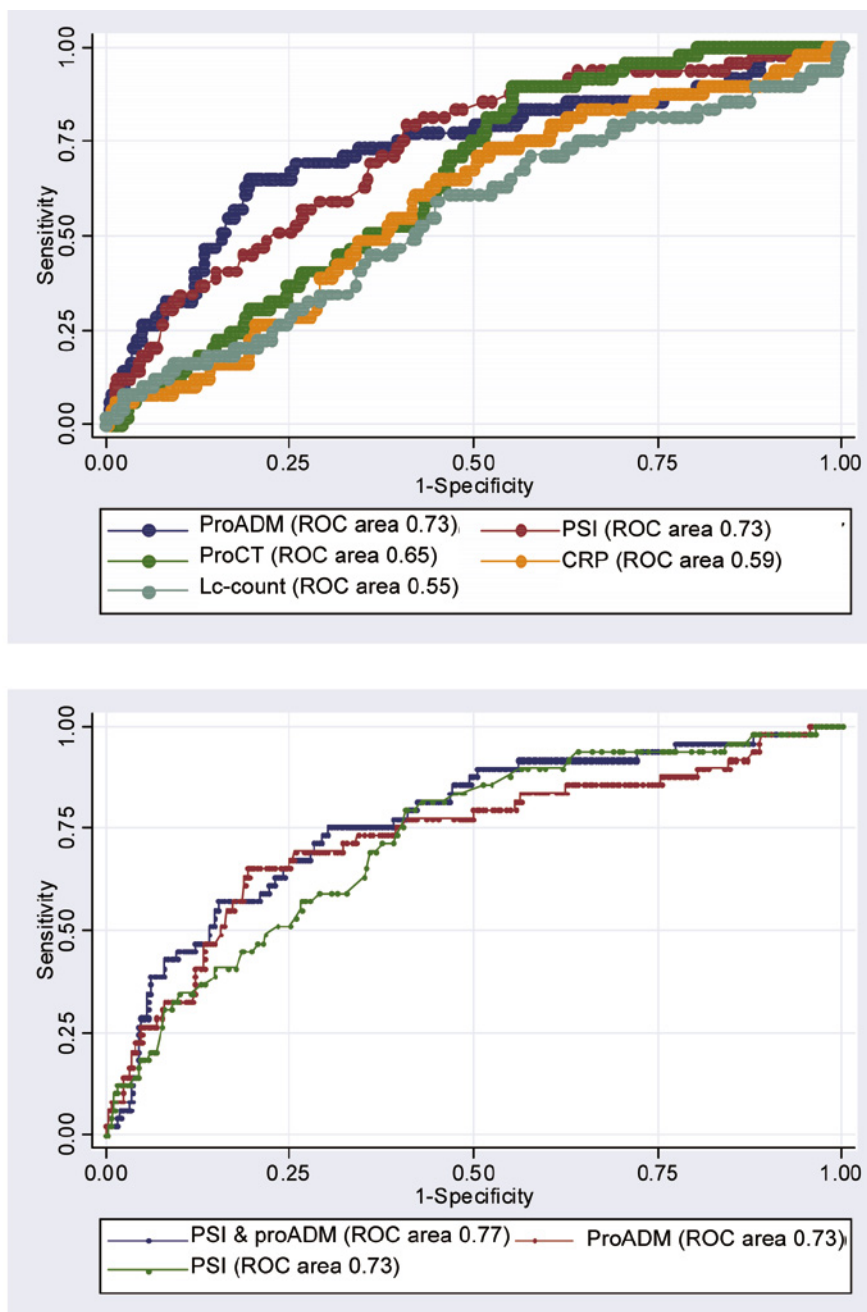 1.00
0.75
Sensitivity
0.50
0.25
0.00
0.00 0.25 0.50 0.75 1.00
1-Specificity
ProADM (ROC area 0.73) PSI (ROC area 0.73)
ProCT (ROC area 0.65) CRP (ROC area 0.59)
Lc-count (ROC area 0.55)
1.00
0.75
Sensitivity
0.50
0.25
0.00
0.00 0.25 0.50 0.75 1.00
1-Specificity
PSI & proADM (ROC area 0.77) ProADM (ROC area 0.73)
PSI (ROC area 0.73)